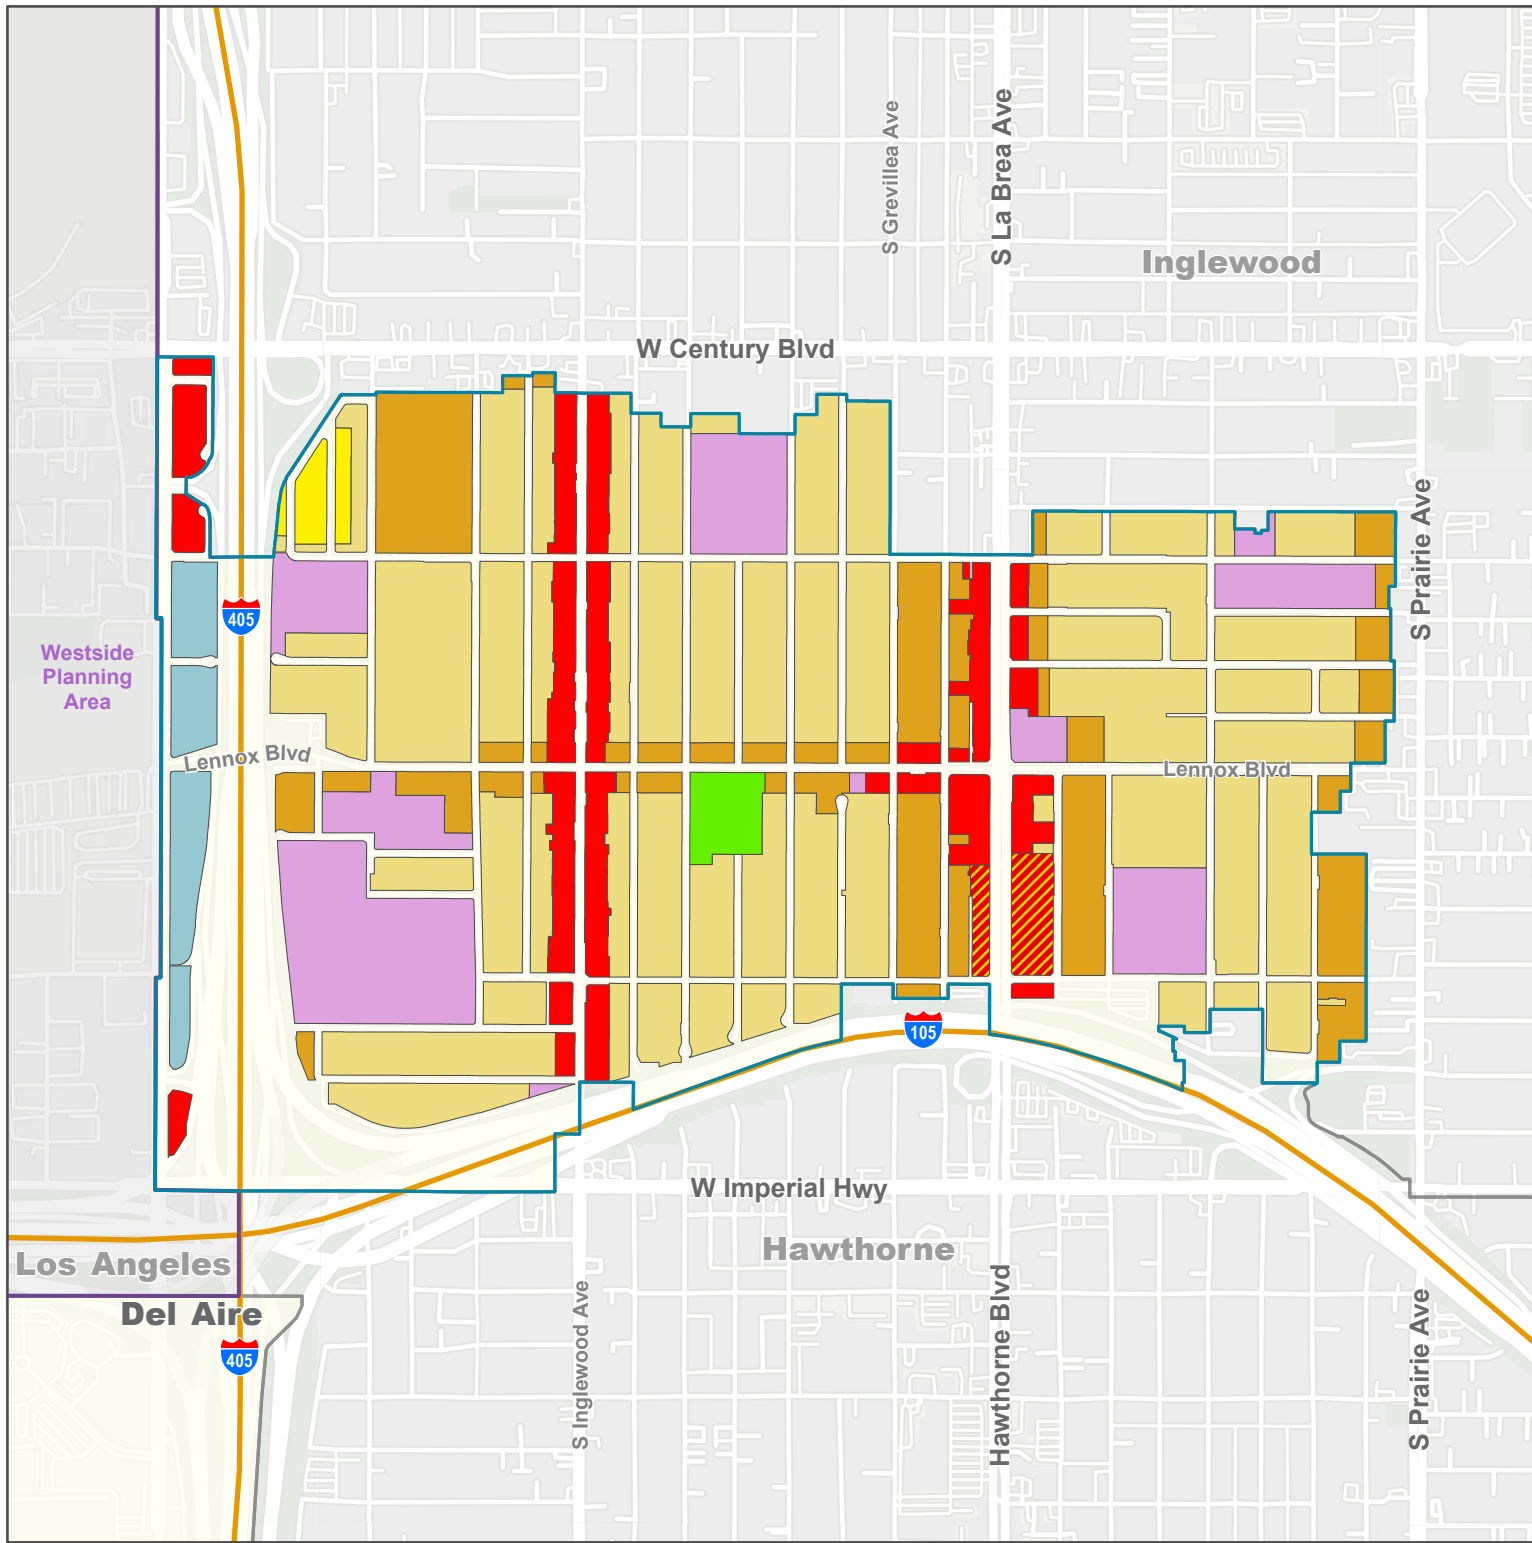 S Grevillea Ave
S La Brea Ave
Inglewood
W Century Blvd
S Prairie Ave
405
Westside
Planning
Area
Lennox Blvd
Lennox Blvd
105
W Imperial Hwy
Hawthorne
Los Angeles
Del Aire
405
S Inglewood Ave
Hawthorne Blvd
S Prairie Ave